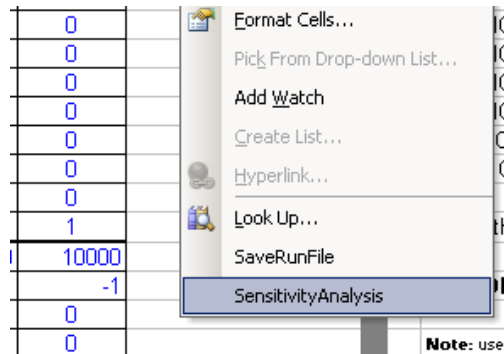 0
0
0
0
0
0
0
1
10000
-1
0
0
Format Cells...
Pick From Drop-down List...
Add Watch
Create List...
Hyperlink...
Look Up...
SaveRunFile
SensitivityAnalysis
Note: use